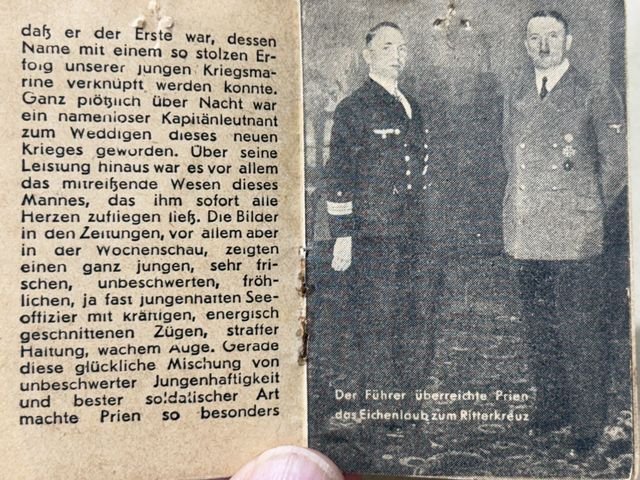 daß er der Erste war, dessen
Name mit einem so stolzen Er-
folg unserer jungen Kriegsma-
rine verknüpft werden konnte.
Ganz plötzlich über Nacht war
ein namenloser Kapitänleutnant
zum Weddigen dieses neuen
Krieges geworden. Über seine
Leistung hinaus war es vor allem
das mitreißende Wesen dieses
Mannes, das ihm sofort alle
Herzen zufliegen ließ. Die Bilder
in den Zeitungen, vor allem aber
in der Wochenschau, zeigten
einen ganz jungen, sehr fri-
schen, unbeschwerten, fröh-
lichen, ja fast jungenhaften See-
offizier mit kräftigen, energisch
geschnittenen Zügen, straffer
Haltung, wachem Auge. Gerade
diese glückliche Mischung von
unbeschwerter Jungenhaftigkeit
und bester soldatischer Art
machte Prien so besonders
Der Führer überreichte Prien
das Eichenlaub zum Ritterkreuz